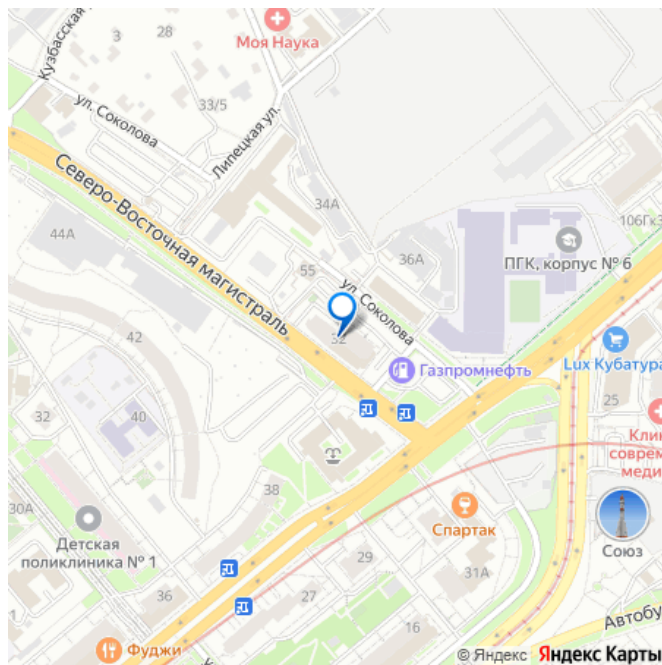 Кузбасская
3
28
Моя Наука
ул. Соколова
33/5
Липецкая ул.
Северо-Восточная магистраль
34А
44А
106Гк3
36А
ПГК, корпус № 6
55
ул. Соколова
32
42
Газпромнефть
Lux Кубатура
25
32
40
Клин
соврем
меди
38
30А
Детская
поликлиника № 1
Спартак
Союз
29
31А
36
27
16
Автобу
Фуджи
© Яндекс Яндекс Карты